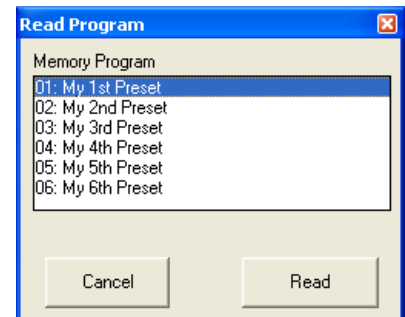 Read Program
Memory Program
01: My 1st Preset
02: My 2nd Preset
03: My 3rd Preset
04: My 4th Preset
05: My 5th Preset
06: My 6th Preset
Cancel Read